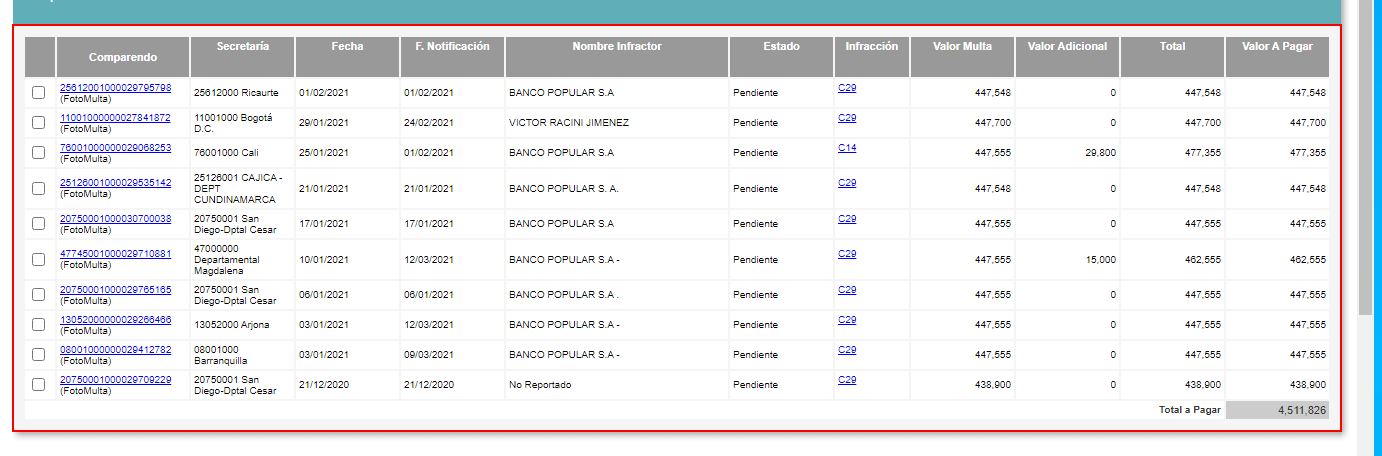 Comparendo Secretaría Fecha F. Notificación Nombre Infractor Estado Infracción Valor Multa Valor Adicional Total Valor A Pagar
25612001000029795798 (FotoMulta) 25612000 Ricaurte 01/02/2021 01/02/2021 BANCO POPULAR S.A Pendiente C29 447,548 0 447,548 447,548
11001000000027841872 (FotoMulta) 11001000 Bogotá D.C. 29/01/2021 24/02/2021 VICTOR RACINI JIMENEZ Pendiente C29 447,700 0 447,700 447,700
76001000000029068253 (FotoMulta) 76001000 Cali 25/01/2021 01/02/2021 BANCO POPULAR S.A Pendiente C14 447,555 29,800 477,355 477,355
25126001000029535142 (FotoMulta) 25126001 CAJICA - DEPT CUNDINAMARCA 21/01/2021 21/01/2021 BANCO POPULAR S. A. Pendiente C29 447,548 0 447,548 447,548
20750001000030700038 (FotoMulta) 20750001 San Diego-Dptal Cesar 17/01/2021 17/01/2021 BANCO POPULAR S.A Pendiente C29 447,555 0 447,555 447,555
47745001000029710881 (FotoMulta) 47000000 Departamental Magdalena 10/01/2021 12/03/2021 BANCO POPULAR S.A - Pendiente C29 447,555 15,000 462,555 462,555
20750001000029765165 (FotoMulta) 20750001 San Diego-Dptal Cesar 06/01/2021 06/01/2021 BANCO POPULAR S.A . Pendiente C29 447,555 0 447,555 447,555
13052000000029266466 (FotoMulta) 13052000 Arjona 03/01/2021 12/03/2021 BANCO POPULAR S.A - Pendiente C29 447,555 0 447,555 447,555
08001000000029412782 (FotoMulta) 08001000 Barranquilla 03/01/2021 09/03/2021 BANCO POPULAR S.A - Pendiente C29 447,555 0 447,555 447,555
20750001000029709229 (FotoMulta) 20750001 San Diego-Dptal Cesar 21/12/2020 21/12/2020 No Reportado Pendiente C29 438,900 0 438,900 438,900
Total a Pagar 4,511,826